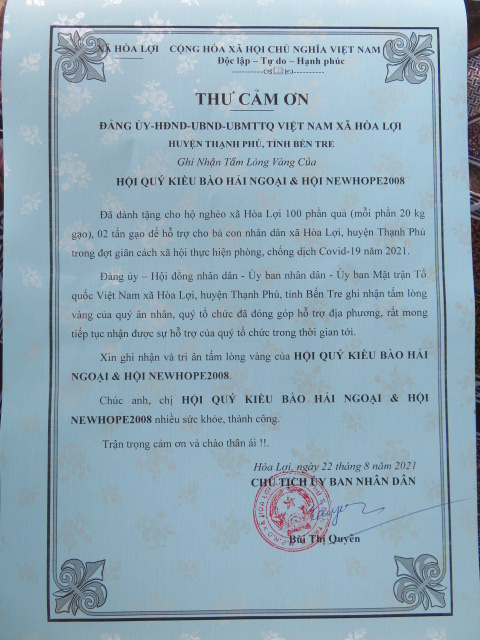 XÃ HÒA LỢI CỘNG HÒA XÃ HỘI CHỦ NGHĨA VIỆT NAM
Độc lập – Tự do – Hạnh phúc
THƯ CẢM ƠN
ĐẢNG ỦY-HĐND-UBND-UBMTTQ VIỆT NAM XÃ HÒA LỢI
HUYỆN THẠNH PHÚ, TỈNH BẾN TRE
Ghi Nhận Tấm Lòng Vàng Của
HỘI QUÝ KIỀU BÀO HẢI NGOẠI & HỘI NEWHOPE2008
Đã dành tặng cho hộ nghèo xã Hòa Lợi 100 phần quà (mỗi phần 20 kg
gạo), 02 tấn gạo để hỗ trợ cho bà con nhân dân xã Hòa Lợi, huyện Thạnh Phú
trong đợt giãn cách xã hội thực hiện phòng, chống dịch Covid-19 năm 2021.
Đảng ủy – Hội đồng nhân dân - Ủy ban nhân dân - Ủy ban Mặt trận Tổ
quốc Việt Nam xã Hòa Lợi, huyện Thạnh Phú, tỉnh Bến Tre ghi nhận tấm lòng
vàng của quý ân nhân, quý tổ chức đã đóng góp hỗ trợ địa phương, rất mong
tiếp tục nhận được sự hỗ trợ của quý tổ chức trong thời gian tới.
Xin ghi nhận và tri ân tấm lòng vàng của HỘI QUÝ KIỀU BÀO HẢI
NGOẠI & HỘI NEWHOPE2008.
Chúc anh, chị HỘI QUÝ KIỀU BÀO HẢI NGOẠI & HỘI
NEWHOPE2008 nhiều sức khỏe, thành công.
Trận trọng cảm ơn và chào thân ái !!.
Hòa Lợi, ngày 22 tháng 8 năm 2021
CHỦ TỊCH ỦY BAN NHÂN DÂN
Bùi Thị Quyên